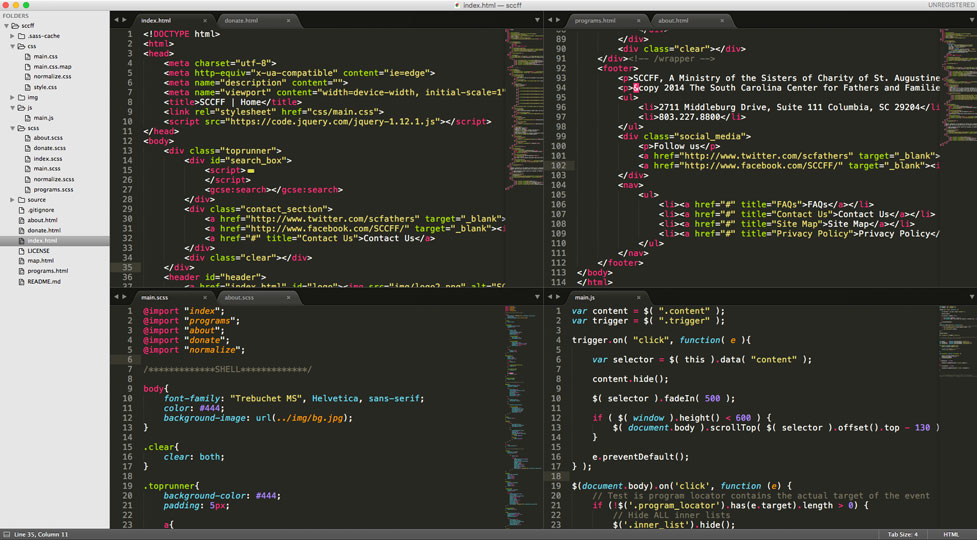 index.html — sccff
UNREGISTERED
FOLDERS
sccff
.sass-cache
css
main.css
main.css.map
normalize.css
style.css
img
js
main.js
scss
about.scss
donate.scss
index.scss
main.scss
normalize.scss
programs.scss
source
.gitignore
about.html
donate.html
index.html
LICENSE
map.html
programs.html
README.md
index.html × donate.html ×
1 <!DOCTYPE html>
2 <html>
3 <head>
4 <meta charset="utf-8">
5 <meta http-equiv="x-ua-compatible" content="ie=edge">
6 <meta name="description" content="">
7 <meta name="viewport" content="width=device-width, initial-scale=1"
8 <title>SCCFF | Home</title>
9 <link rel="stylesheet" href="css/main.css">
10 <script src="https://code.jquery.com/jquery-1.12.1.js"></script>
11 </head>
12 <body>
13 <div class="toprunner">
14 <div id="search_box">
15 <script>
26 </script>
27 <gcse:search></gcse:search>
28 </div>
29 <div class="contact_section">
30 <a href="http://www.twitter.com/scfathers" target="_blank">
31 <a href="http://www.facebook.com/SCCFF/" target="_blank"><i
32 <a href="#" title="Contact Us">Contact Us</a>
33 </div>
34 <div class="clear"></div>
35 </div>
36 <header id="header">
37 <a href="index.html" id="logo"><img src="img/logo2.png" alt="S
programs.html × about.html ×
88 </div>
89 </div>
90 <div class="clear"></div>
91 </div><!-- /wrapper -->
92 <footer>
93 <p>SCCFF, A Ministry of the Sisters of Charity of St. Augustine
94 <p>&copy 2014 The South Carolina Center for Fathers and Familie
95 <ul>
96 <li>2711 Middleburg Drive, Suite 111 Columbia, SC 29204</li
97 <li>803.227.8800</li>
98 </ul>
99 <div class="social_media">
100 <p>Follow us</p>
101 <a href="http://www.twitter.com/scfathers" target="_blank">
102 <a href="http://www.facebook.com/SCCFF/" target="_blank"><i
103 </div>
104 <nav>
105 <ul>
106 <li><a href="#" title="FAQs">FAQs</a></li>
107 <li><a href="#" title="Contact Us">Contact Us</a></li>
108 <li><a href="#" title="Site Map">Site Map</a></li>
109 <li><a href="#" title="Privacy Policy">Privacy Policy</
110 </ul>
111 </nav>
112 </footer>
113 </body>
114 </html>
main.scss × about.scss ×
1 @import "index";
2 @import "programs";
3 @import "about";
4 @import "donate";
5 @import "normalize";
6
7 /*************SHELL*************/
8
9 body{
10 font-family: "Trebuchet MS", Helvetica, sans-serif;
11 color: #444;
12 background-image: url(../img/bg.jpg);
13 }
14
15 .clear{
16 clear: both;
17 }
18
19 .toprunner{
20 background-color: #444;
21 padding: 5px;
22
23 a{
main.js ×
1 var content = $( ".content" );
2 var trigger = $( ".trigger" );
3
4 trigger.on( "click", function( e ){
5
6 var selector = $( this ).data( "content" );
7
8 content.hide();
9
10 $( selector ).fadeIn( 500 );
11
12 if ( $( window ).height() < 600 ) {
13 $( document.body ).scrollTop( $( selector ).offset().top - 130 )
14 }
15
16 e.preventDefault();
17 } );
18
19 $(document.body).on('click', function (e) {
20 // Test is program locator contains the actual target of the event
21 if (!$('.program_locator').has(e.target).length > 0) {
22 // Hide ALL inner lists
23 $('.inner_list').hide();
Line 35, Column 11
Tab Size: 4
HTML